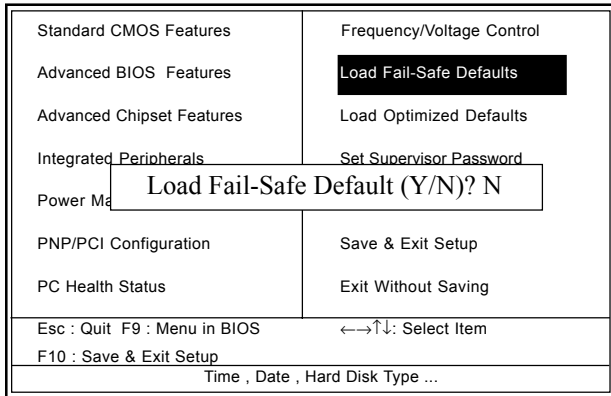 Standard CMOS Features
Advanced BIOS Features
Advanced Chipset Features
Integrated Peripherals
Power Ma
PNP/PCI Configuration
PC Health Status
Frequency/Voltage Control
Load Fail-Safe Defaults
Load Optimized Defaults
Set Supervisor Password
Save & Exit Setup
Exit Without Saving
Load Fail-Safe Default (Y/N)? N
Esc : Quit F9 : Menu in BIOS
F10 : Save & Exit Setup
←→↑↓: Select Item
Time , Date , Hard Disk Type ...